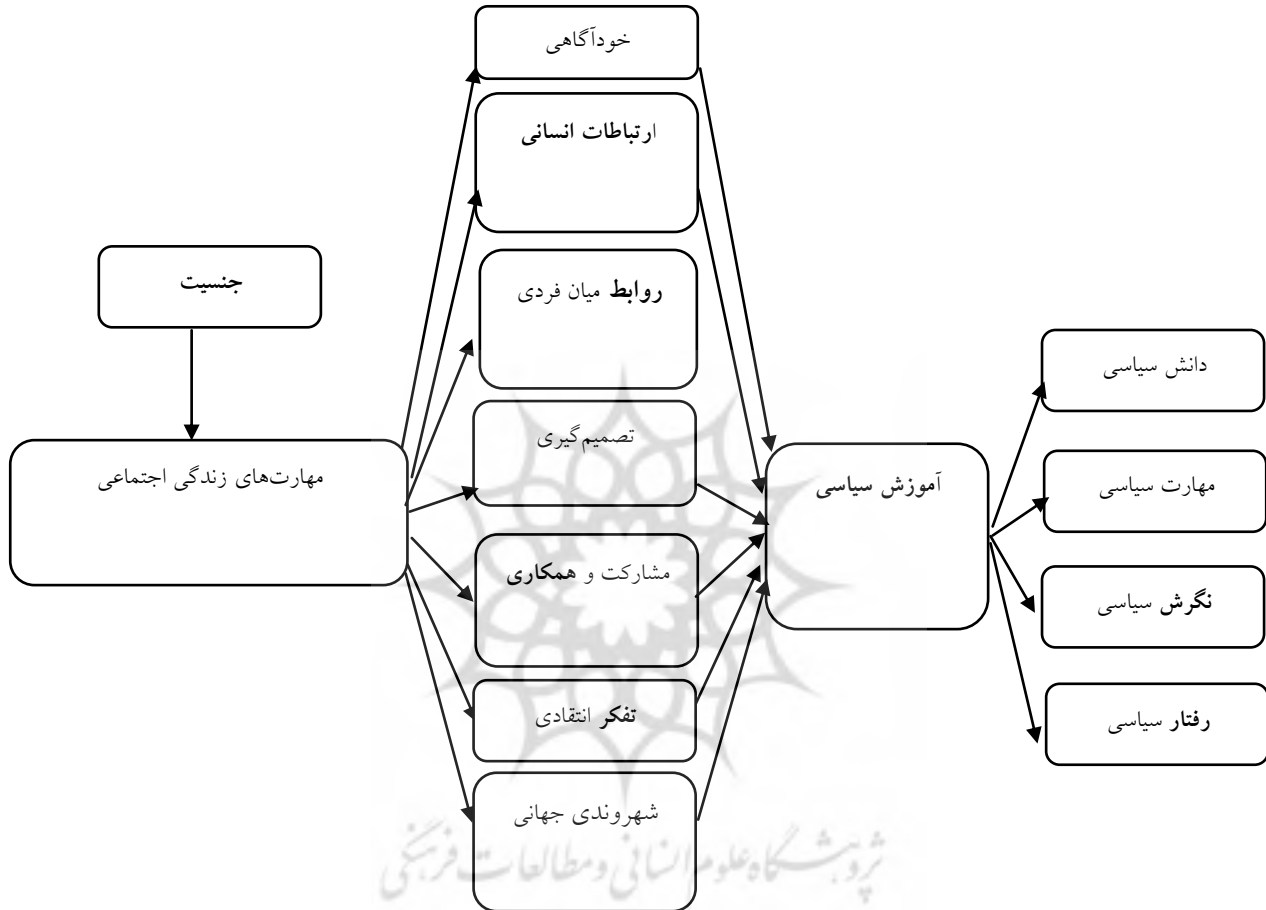 خودآگاهی
ارتباطات انسانی
جنسیت
روابط میان فردی
دانش سیاسی
تصمیم‌گیری
مهارت‌های زندگی اجتماعی
آموزش سیاسی
مهارت سیاسی
مشارکت و همکاری
نگرش سیاسی
تفکر انتقادی
رفتار سیاسی
شهروندی جهانی
پژوهشگاه علوم انسانی و مطالعات فرهنگی